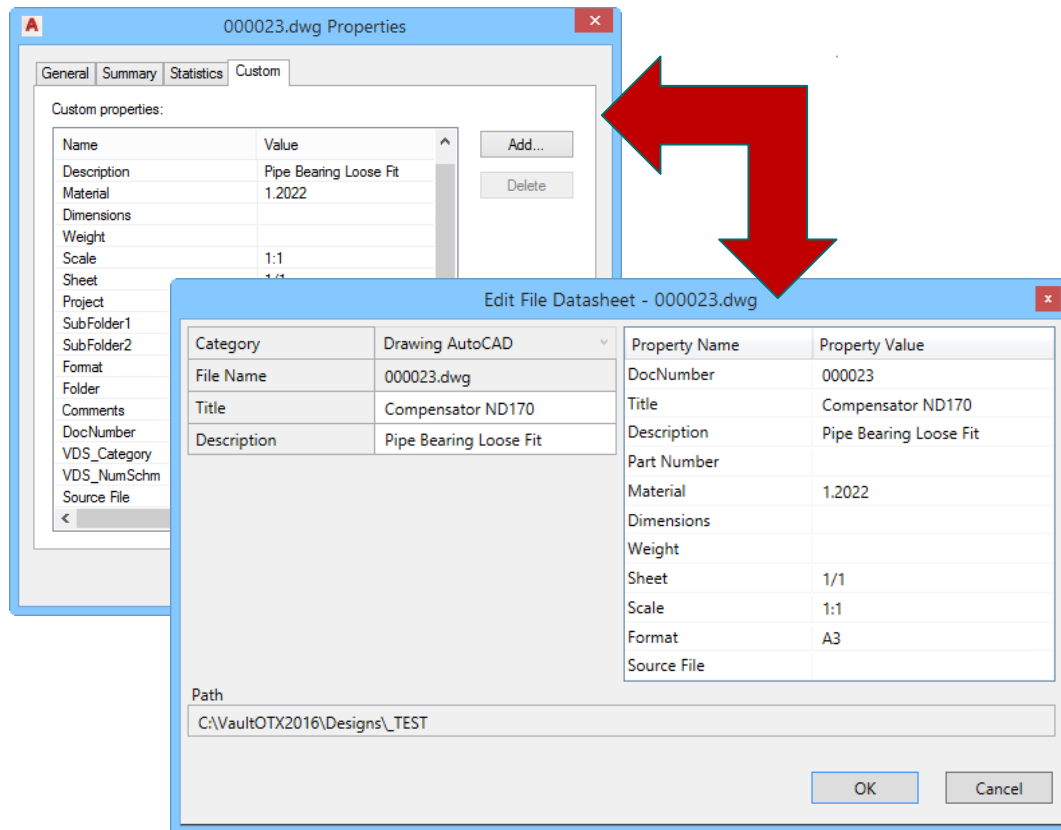 A
000023.dwg Properties
General Summary Statistics Custom
Custom properties:
Name Value
Description Pipe Bearing Loose Fit
Material 1.2022
Dimensions
Weight
Scale 1:1
Sheet 1/1
Project
SubFolder1
SubFolder2
Format
Folder
Comments
DocNumber
VDS_Category
VDS_NumSchm
Source File
Add...
Delete
Edit File Datasheet - 000023.dwg
Category Drawing AutoCAD
File Name 000023.dwg
Title Compensator ND170
Description Pipe Bearing Loose Fit
Property Name Property Value
DocNumber 000023
Title Compensator ND170
Description Pipe Bearing Loose Fit
Part Number
Material 1.2022
Dimensions
Weight
Sheet 1/1
Scale 1:1
Format A3
Source File
Path
C:\VaultOTX2016\Designs\_TEST
OK Cancel